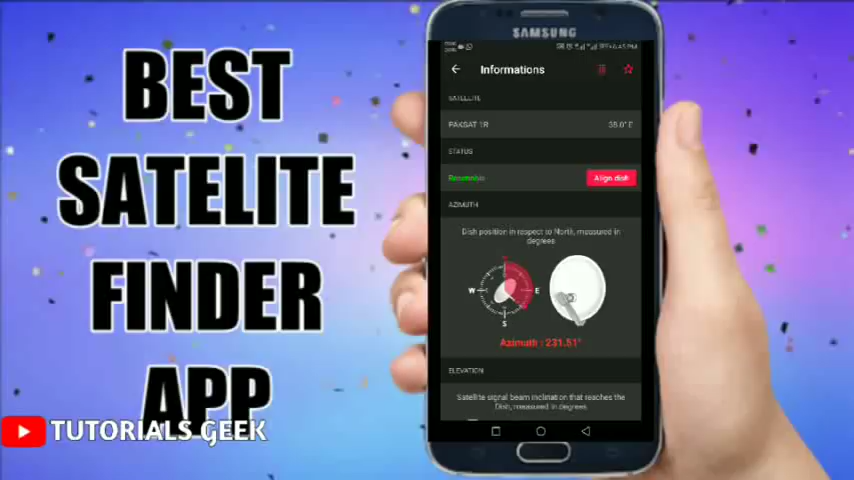 BEST
SATELITE
FINDER
APP
TUTORIALS GEEK
SAMSUNG
Informations
SATELLITE
PAKSAT 1R 38.0° E
STATUS
Align dish
AZIMUTH
Dish position in respect to North, measured in
degrees
W E
S
Azimuth : 231.51°
ELEVATION
Satellite signal beam inclination that reaches the
Dish, measured in degrees